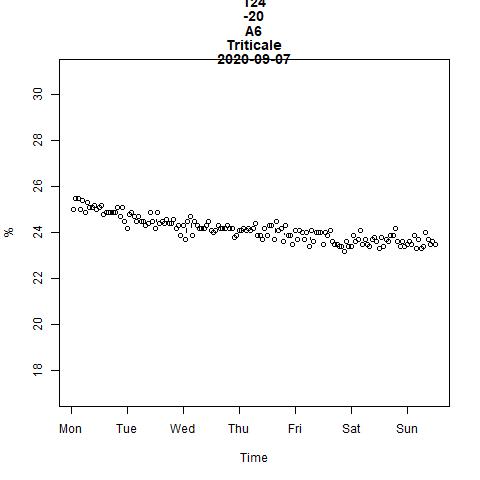 124
-20
A6
Triticale
2020-09-07
30
28
26
24
22
20
18
%
Mon
Tue
Wed
Thu
Fri
Sat
Sun
Time